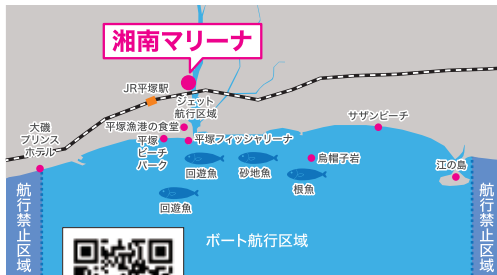 湘南マリーナ
JR平塚駅
ジェット
航行区域
サザンビーチ
平塚漁港の食堂
大磯
プリンス
ホテル
平塚
ビーチ
パーク
平塚フィッシャリーナ
回遊魚
砂地魚
烏帽子岩
根魚
江の島
回遊魚
航行禁止区域
ボート航行区域
航行禁止区域